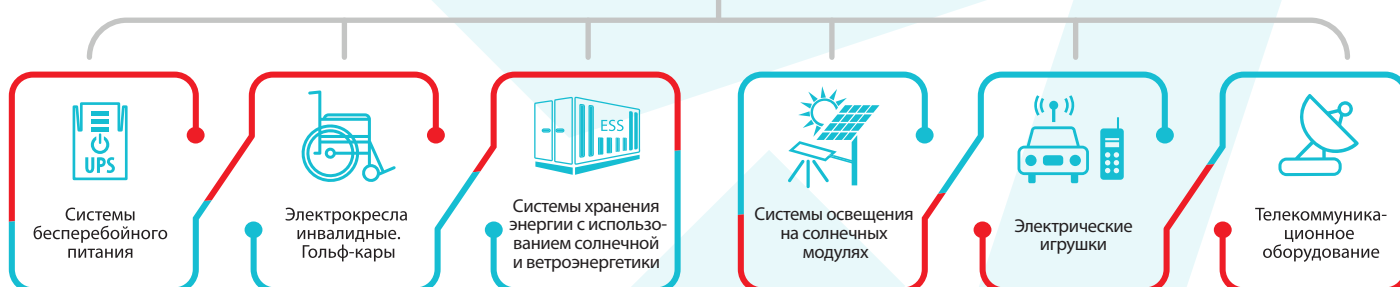 UPS
Системы
бесперебойного
питания
Электрокресла
инвалидные.
Гольф-кары
ESS
Системы хранения
энергии с использо-
ванием солнечной
и ветроэнергетики
Системы освещения
на солнечных
модулях
Электрические
игрушки
Телекоммуника-
ционное
оборудование